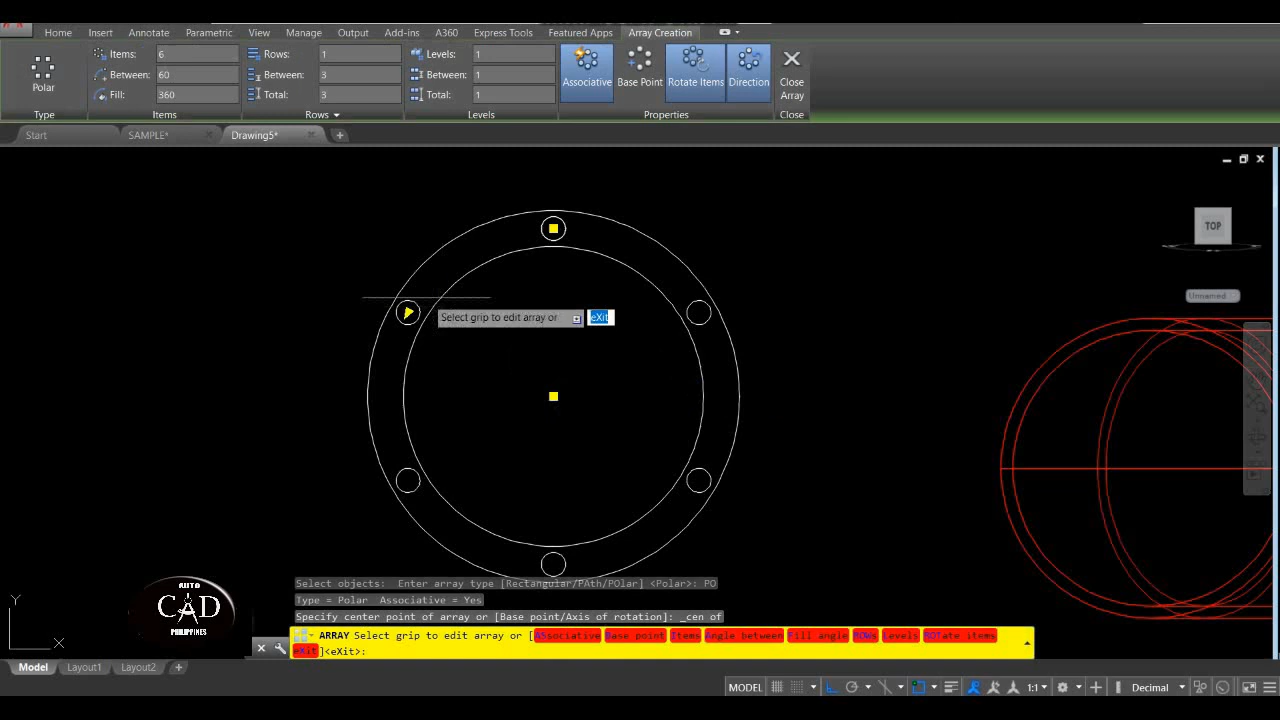 Home Insert Annotate Parametric View Manage Output Add-ins A360 Express Tools Featured Apps Array Creation
Polar
Type
Items: 6
Between: 60
Fill: 360
Items
Rows: 1
Between: 3
Total: 3
Rows
Levels: 1
Between: 1
Total: 1
Levels
Associative Base Point Rotate Items Direction
Properties
Close
Array
Close
Start SAMPLE* Drawing5*
TOP
Unnamed
Select grip to edit array or eXit
Select objects: Enter array type [Rectangular/PAth/POlar] <Polar>: PO
Type = Polar Associative = Yes
Specify center point of array or [Base point/Axis of rotation]: _cen of
ARRAY Select grip to edit array or [ASsociative Base point Items Angle between Fill angle ROWs Levels ROTate items
eXit]<eXit>:
AUTO
CAD
PHILIPPINES
Y
X
Model Layout1 Layout2
MODEL 1:1 Decimal